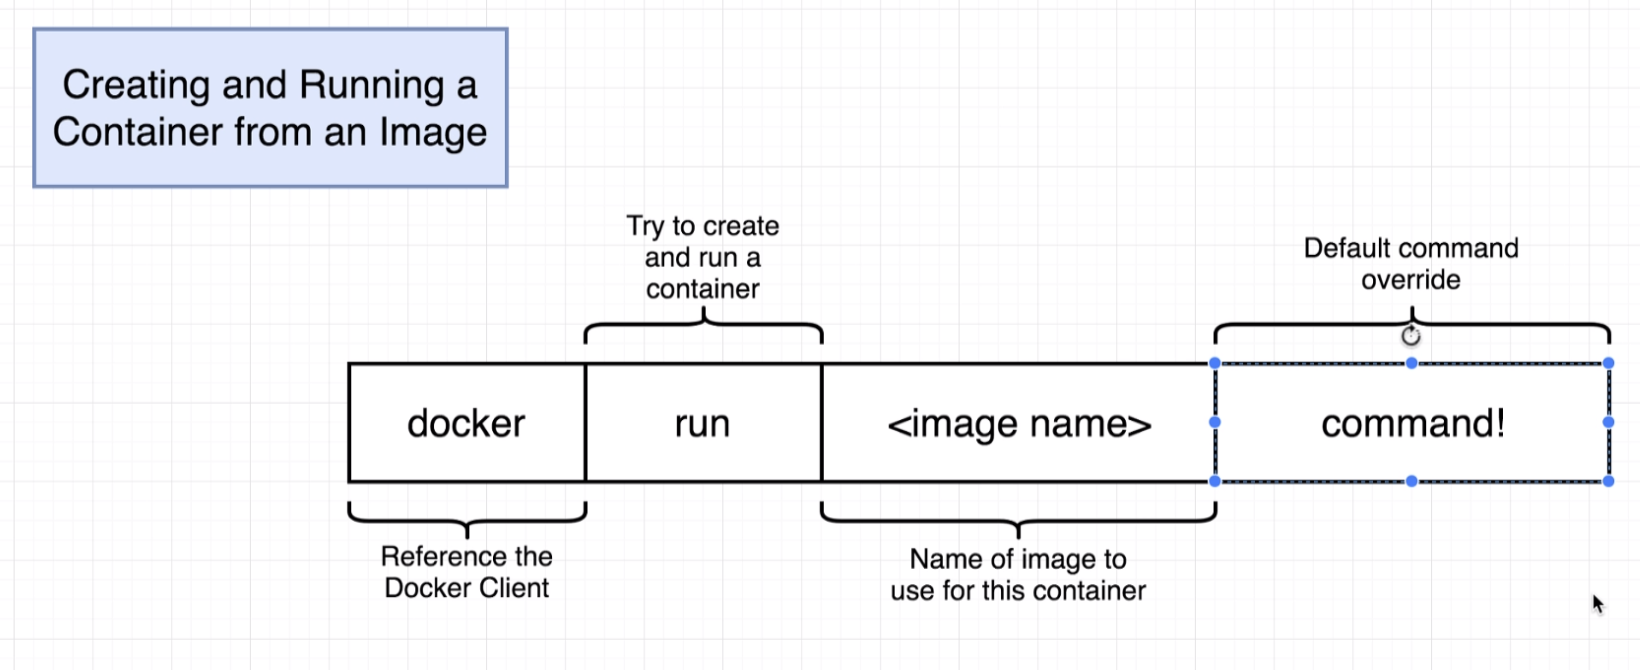 Creating and Running a
Container from an Image
Try to create
and run a
container
Default command
override
docker
run
<image name>
command!
Reference the
Docker Client
Name of image to
use for this container